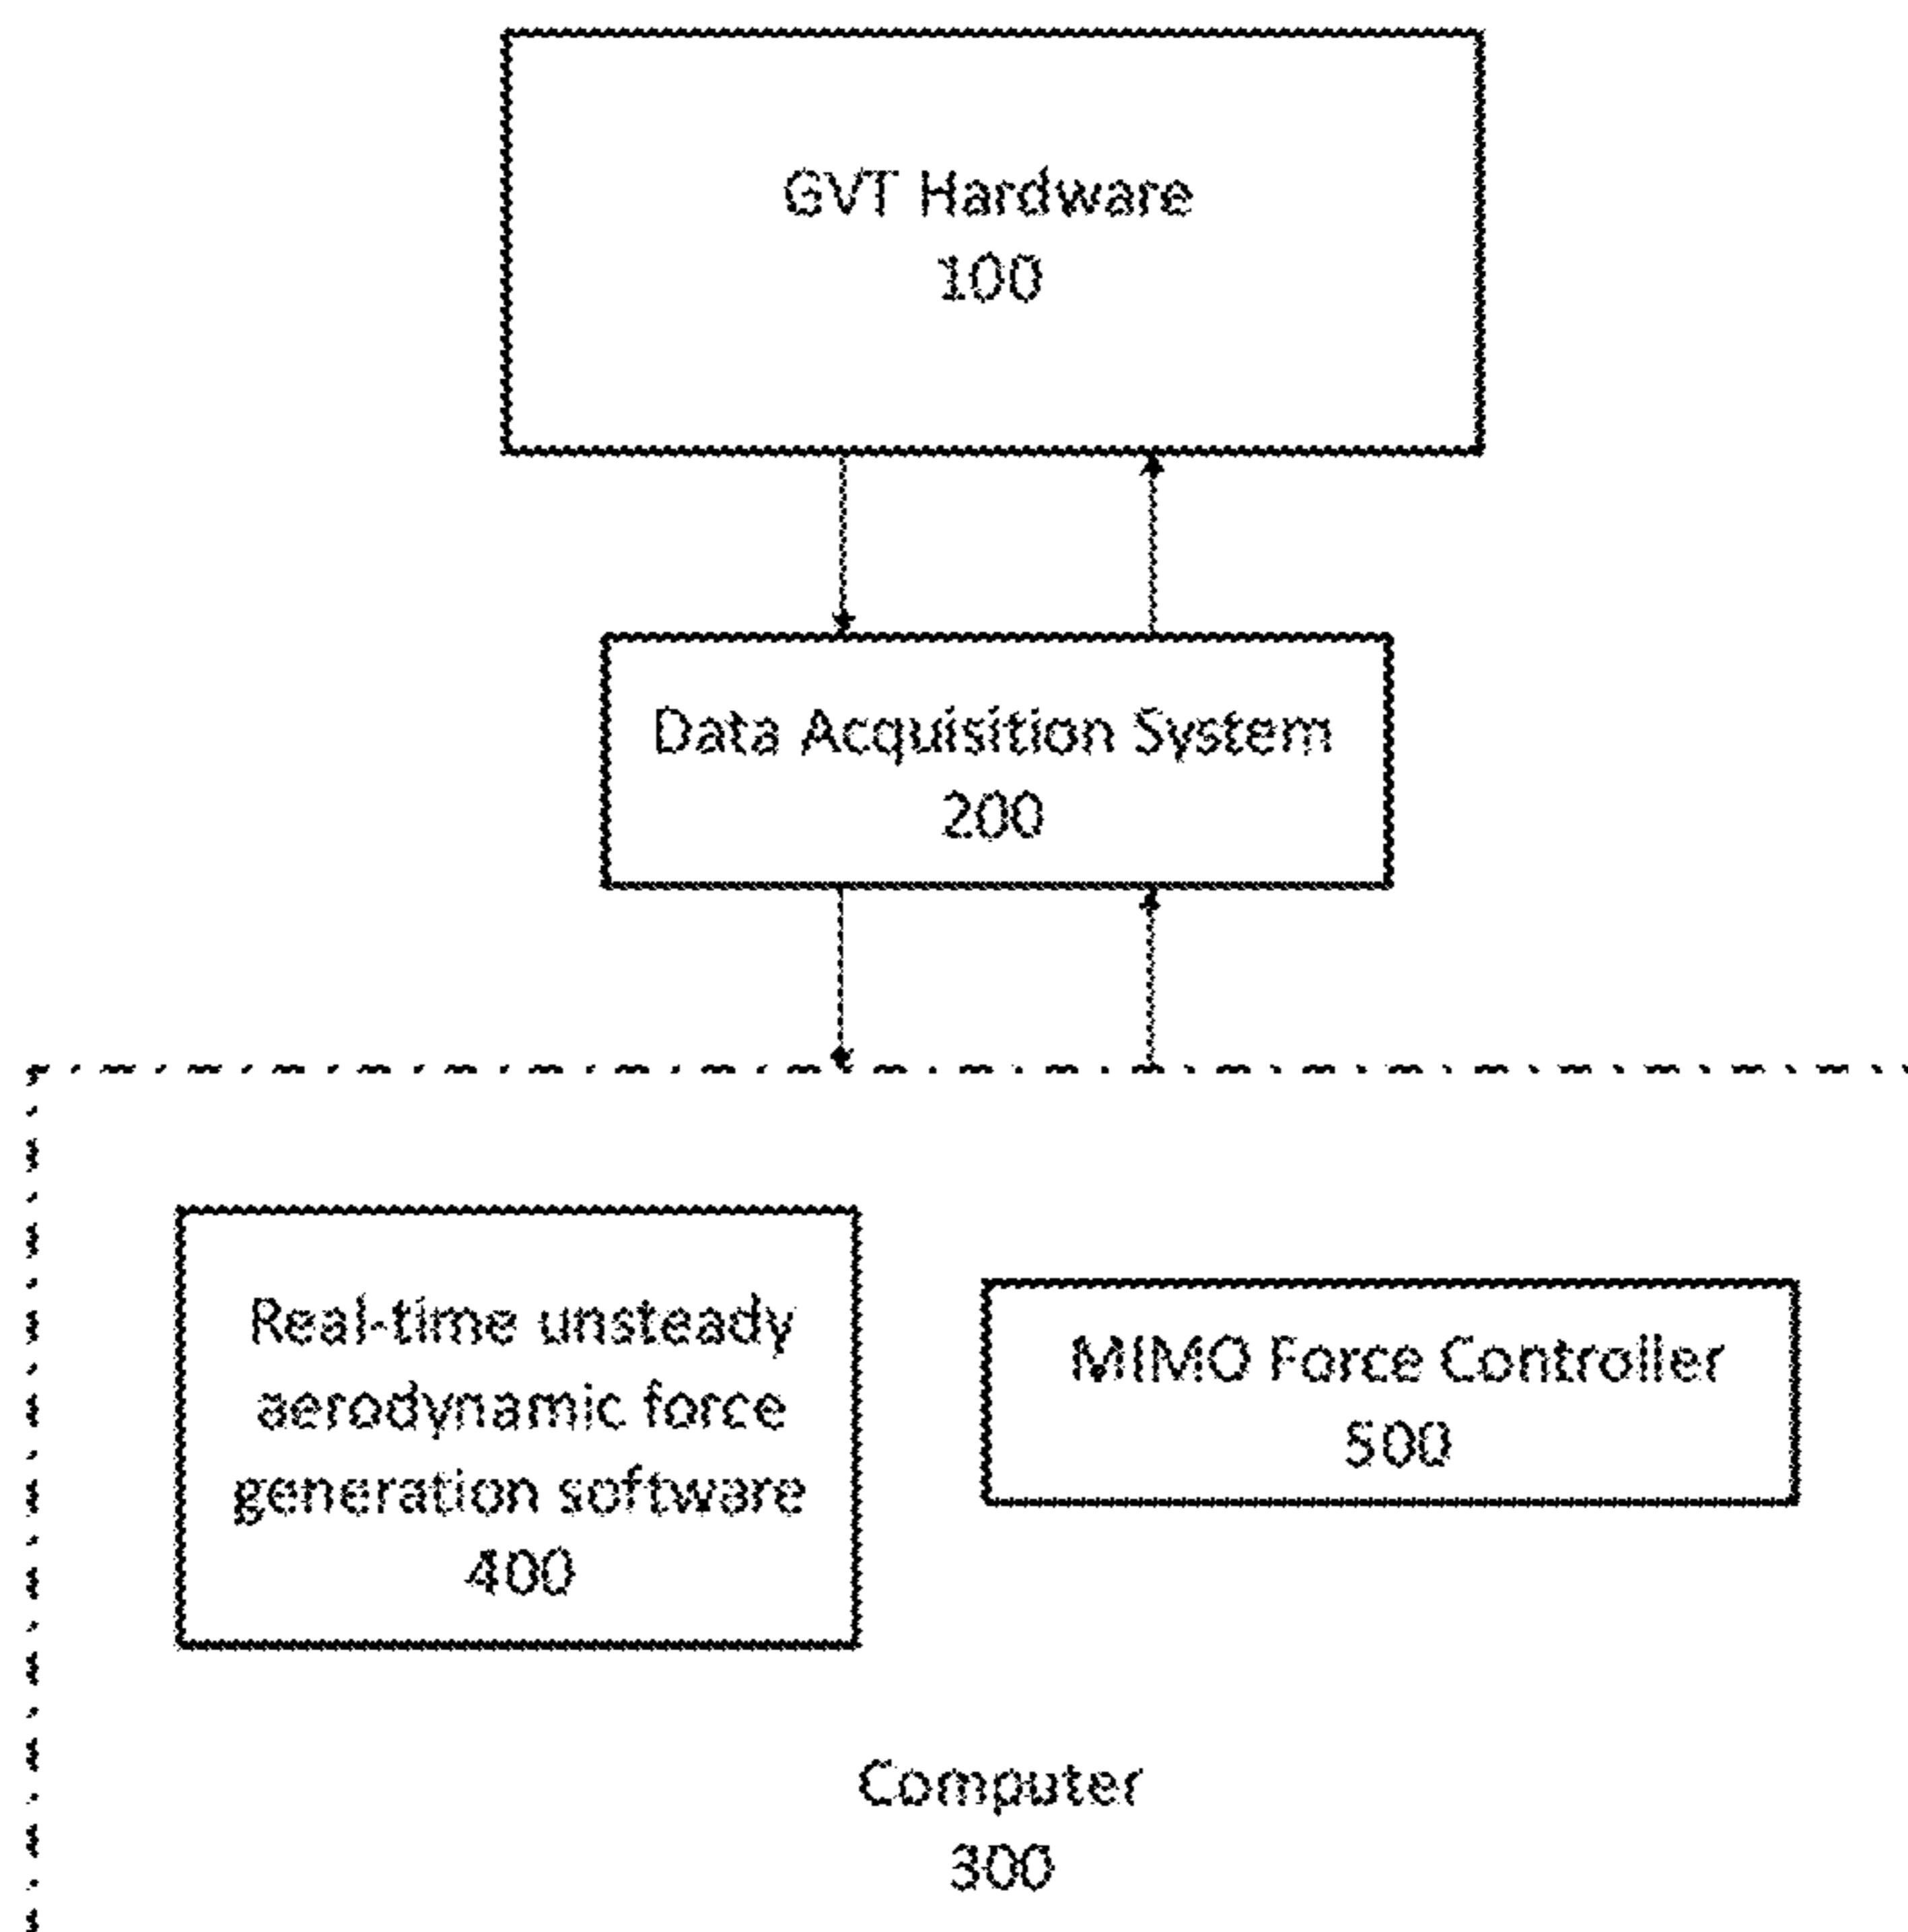 GVT Hardware
100
Data Acquisition System
200
Real-time unsteady
aerodynamic force
generation software
400
MIMO Force Controller
500
Computer
300